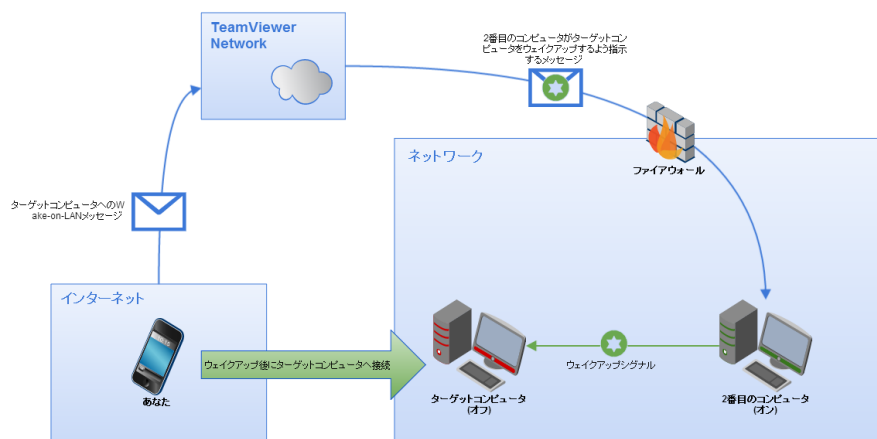 TeamViewer
Network
2番目のコンピュータがターゲットコン
ピュータをウェイクアップするよう指示
するメッセージ
ネットワーク
ファイアウォール
ターゲットコンピュータへのW
ake-on-LANメッセージ
インターネット
あなた
ウェイクアップ後にターゲットコンピュータへ接続
ウェイクアップシグナル
ターゲットコンピュータ
(オフ)
2番目のコンピュータ
(オン)